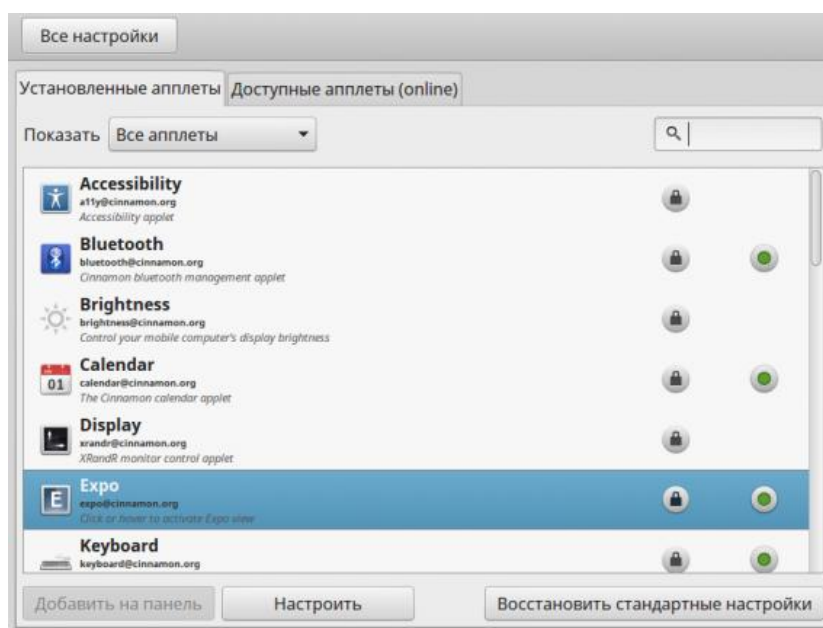 Все настройки
Установленные апплеты Доступные апплеты (online)
Показать Все апплеты
Accessibility
a11y@cinnamon.org
Accessibility applet
Bluetooth
bluetooth@cinnamon.org
Cinnamon bluetooth management applet
Brightness
brightness@cinnamon.org
Control your mobile computer's display brightness
01 Calendar
calendar@cinnamon.org
The Cinnamon calendar applet
Display
xrandr@cinnamon.org
XRandR monitor control applet
E Expo
expo@cinnamon.org
Click or hover to activate Expo view
Keyboard
keyboard@cinnamon.org
Добавить на панель Настроить Восстановить стандартные настройки